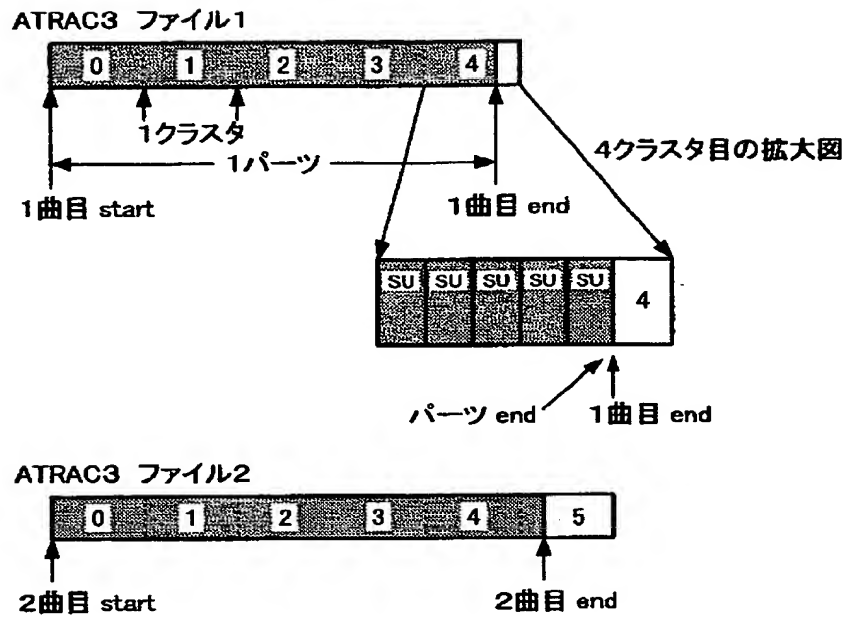 ATRAC3 ファイル1
0 1 2 3 4
1クラスタ
1パーツ
4クラスタ目の拡大図
1曲目 start
1曲目 end
SU SU SU SU SU
4
パーツ end
1曲目 end
ATRAC3 ファイル2
0 1 2 3 4 5
2曲目 start
2曲目 end